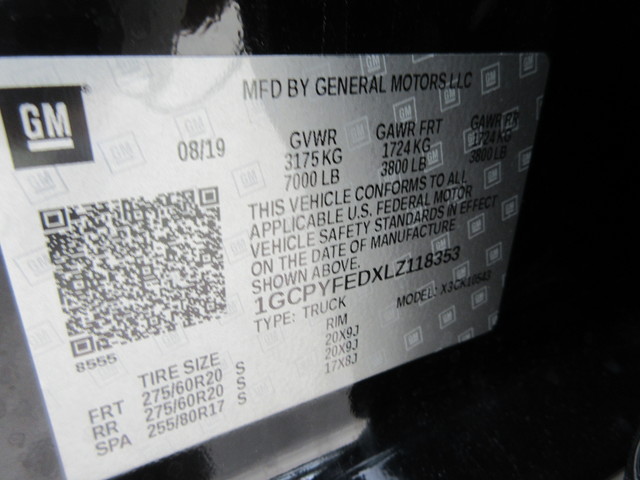 GM
MFD BY GENERAL MOTORS LLC
08/19
GVWR GAWR FRT GAWR RR
3175 KG 1724 KG 1724 KG
7000 LB 3800 LB 3800 LB
THIS VEHICLE CONFORMS TO ALL
APPLICABLE U.S. FEDERAL MOTOR
VEHICLE SAFETY STANDARDS IN EFFECT
ON THE DATE OF MANUFACTURE
SHOWN ABOVE.
1GCPYFEDXLZ118353
TYPE: TRUCK MODEL: X3CK10543
8555
TIRE SIZE RIM
FRT 275/60R20 S 20X9J
RR 275/60R20 S 20X9J
SPA 255/80R17 S 17X8J